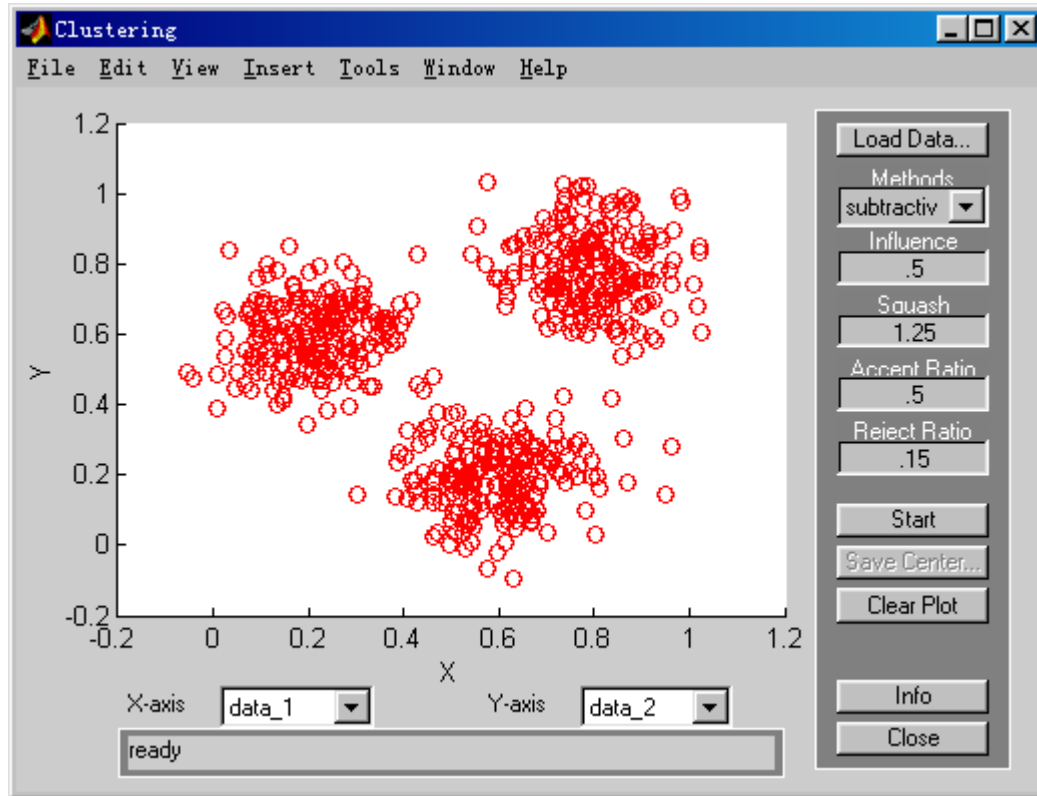 Clustering
File Edit View Insert Tools Window Help
1.2
1
0.8
0.6
0.4
0.2
0
-0.2
Y
-0.2 0 0.2 0.4 0.6 0.8 1 1.2
X
X-axis data_1 Y-axis data_2
ready
Load Data...
Methods
subtractiv
Influence
.5
Squash
1.25
Accent Ratio
.5
Reject Ratio
.15
Start
Save Center...
Clear Plot
Info
Close